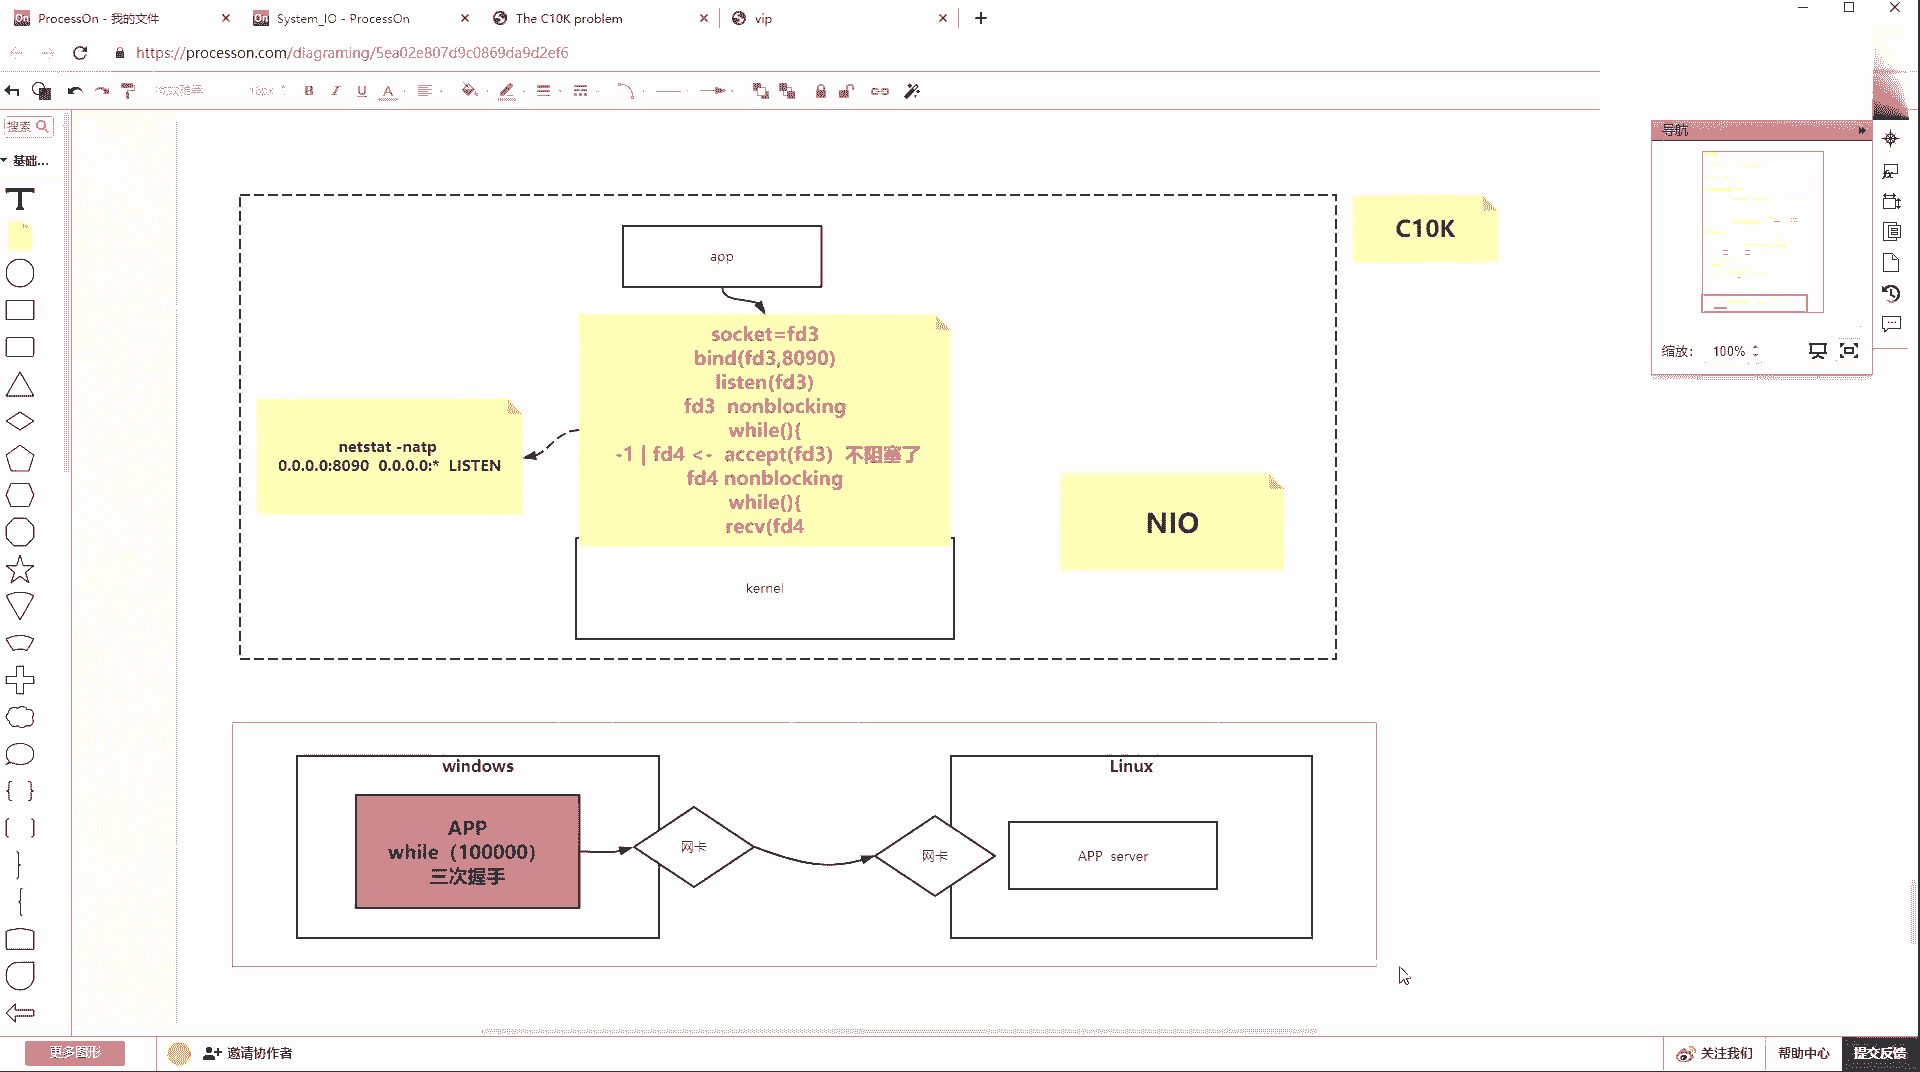 ProcessOn - 我的文件
System_IO - ProcessOn
The C10K problem
vip
https://processon.com/diagraming/5ea02e807d9c0869da9d2ef6
16px
B I U A
搜索
基础...
导航
缩放: 100%
C10K
app
socket=fd3
bind(fd3,8090)
listen(fd3)
fd3 nonblocking
while(){
-1 | fd4 <- accept(fd3) 不阻塞了
fd4 nonblocking
while(){
recv(fd4
netstat -natp
0.0.0.0:8090 0.0.0.0:* LISTEN
NIO
kernel
windows
APP
while（100000）
三次握手
网卡
网卡
Linux
APP server
更多图形
邀请协作者
关注我们
帮助中心
提交反馈